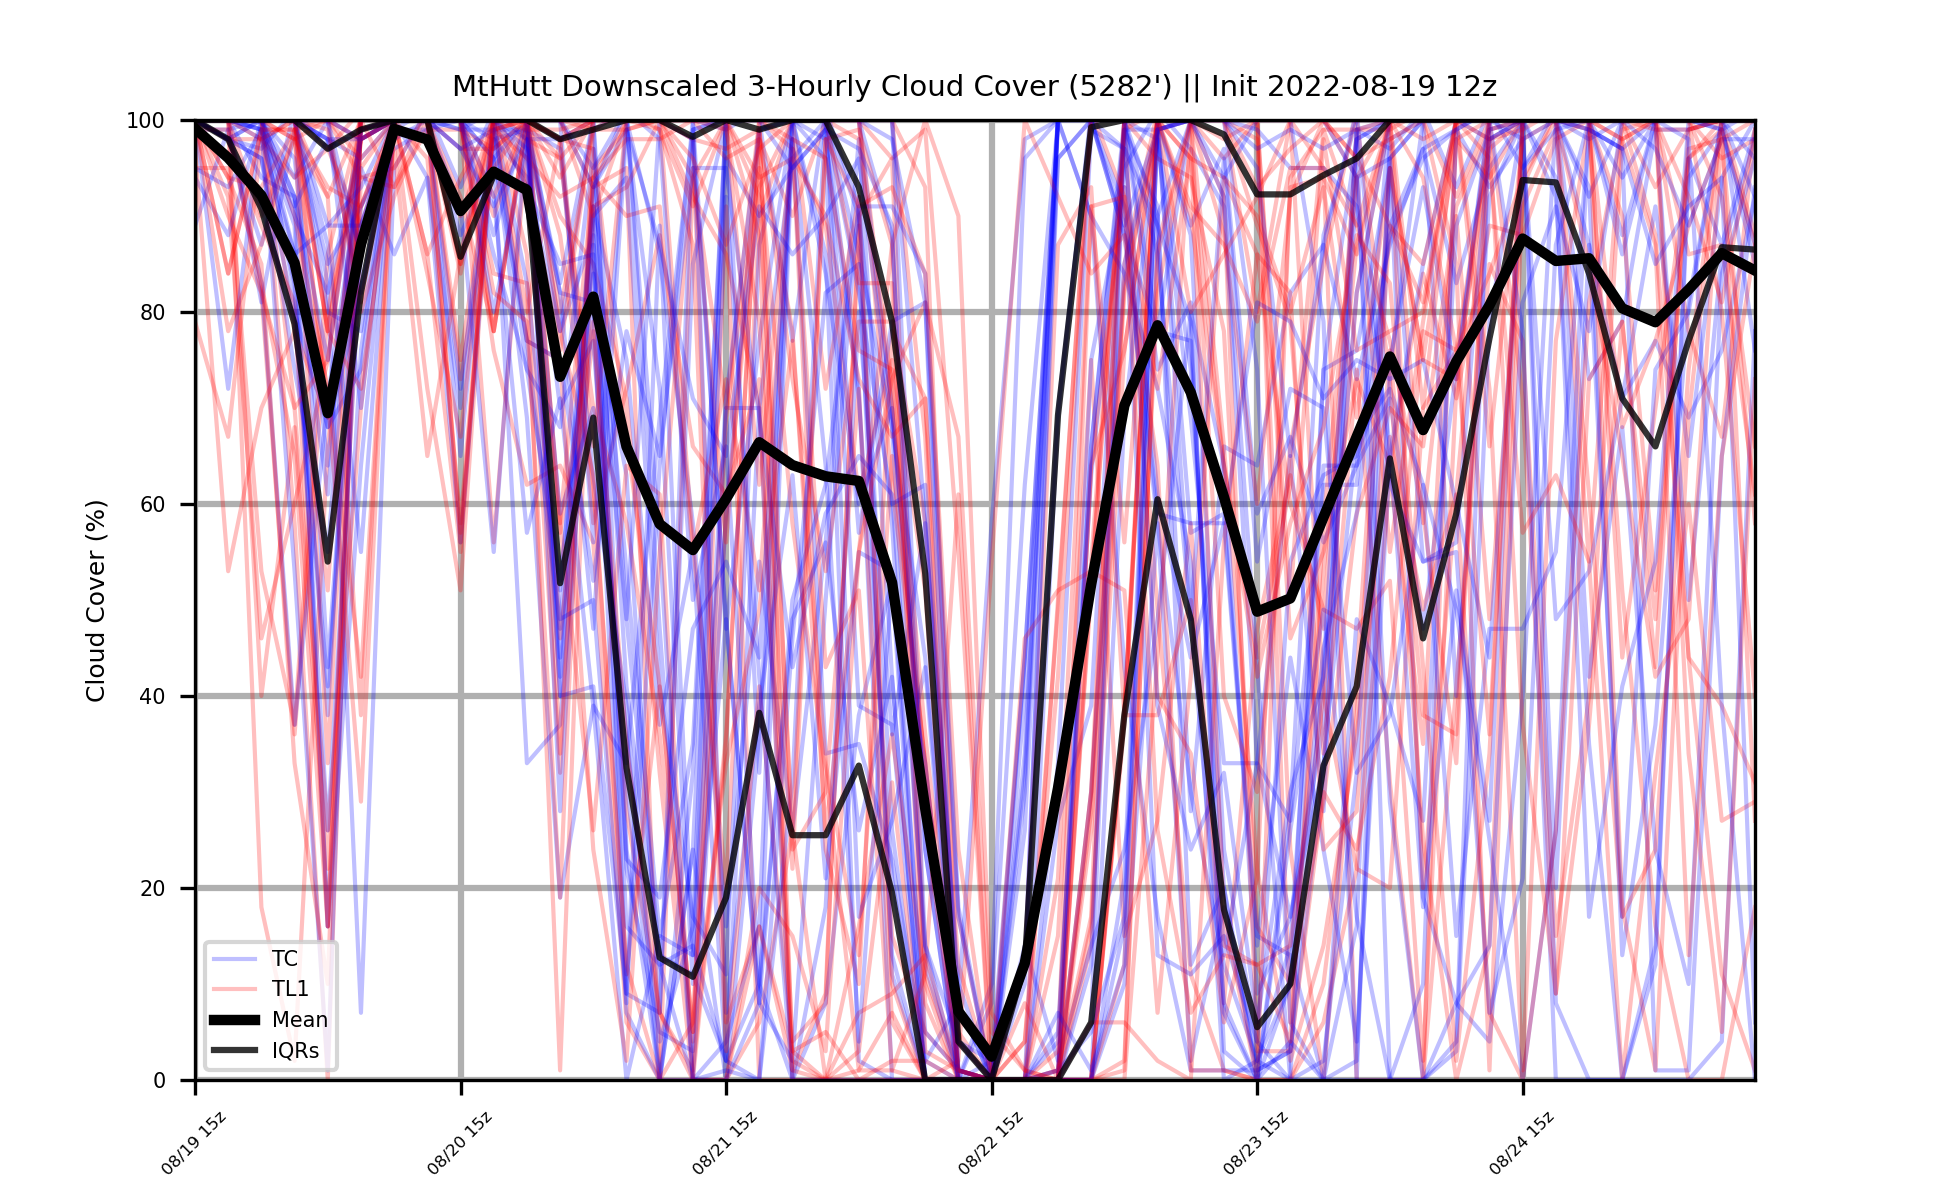 MtHutt Downscaled 3-Hourly Cloud Cover (5282') || Init 2022-08-19 12z
100
80
60
40
20
0
Cloud Cover (%)
TC
TL1
Mean
IQRs
08/19 15z
08/20 15z
08/21 15z
08/22 15z
08/23 15z
08/24 15z